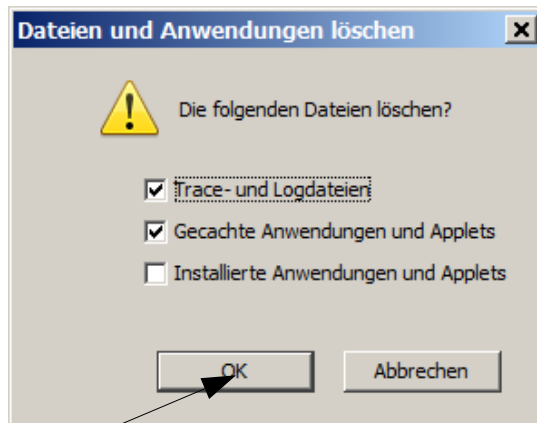 Dateien und Anwendungen löschen
Die folgenden Dateien löschen?
Trace- und Logdateien
Gecachte Anwendungen und Applets
Installierte Anwendungen und Applets
OK Abbrechen